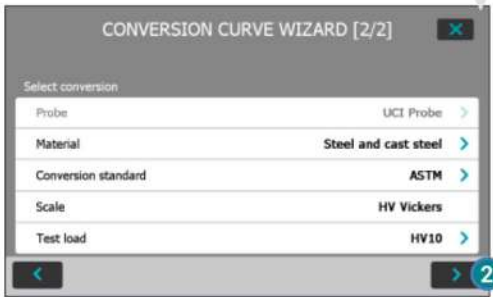 CONVERSION CURVE WIZARD [2/2]
Select conversion
Probe UCI Probe
Material Steel and cast steel
Conversion standard ASTM
Scale HV Vickers
Test load HV10
2